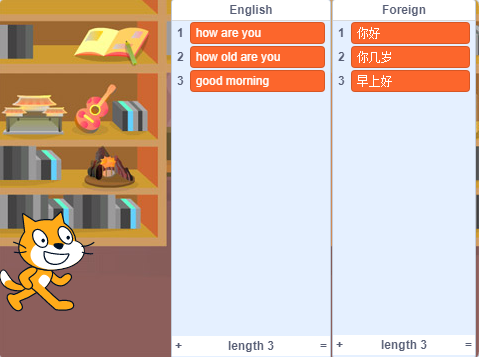 English Foreign
1 how are you 1 你好
2 how old are you 2 你几岁
3 good morning 3 早上好
+ length 3 = + length 3 =